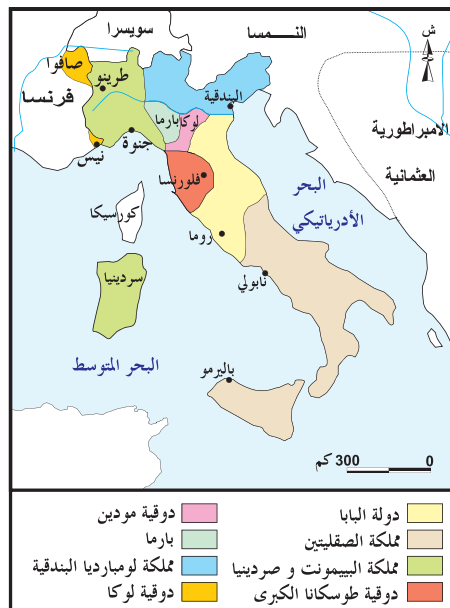 سويسرا
النـــمسا
ش
صافوا
طرينو
البندقية
فرنسا
لوكا
بارما
الامبراطورية
جنوة
نيس
العثمانية
فلورنسا
البحر
الأدرياتيكي
كورسيكا
روما
نابولي
سردينيا
البحر المتوسط
باليرمو
300 كم
0
دولة البابا
دوقية مودين
مملكة الصقليتين
بارما
مملكة البييمونت و صردينيا
مملكة لومبارديا البندقية
دوقية طوسكانا الكبرى
دوقية لوكا